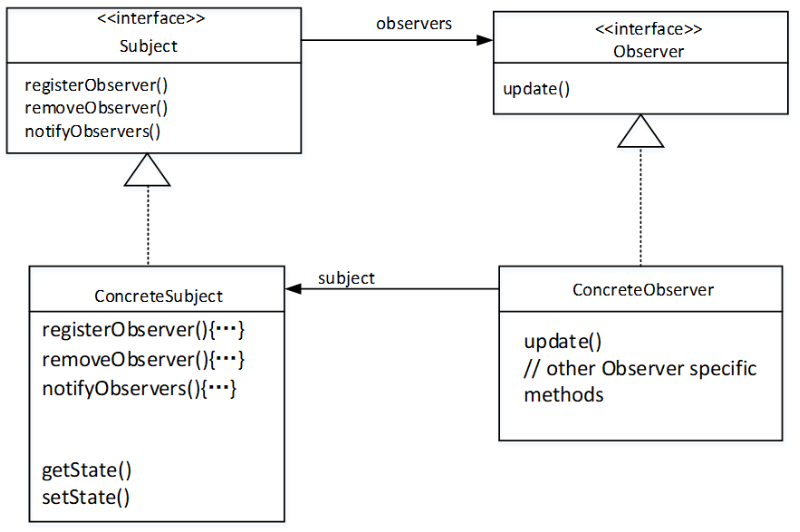 <<interface>>
Subject
registerObserver()
removeObserver()
notifyObservers()
observers
<<interface>>
Observer
update()
ConcreteSubject
registerObserver(){⋯}
removeObserver(){⋯}
notifyObservers(){⋯}
getState()
setState()
subject
ConcreteObserver
update()
// other Observer specific
methods